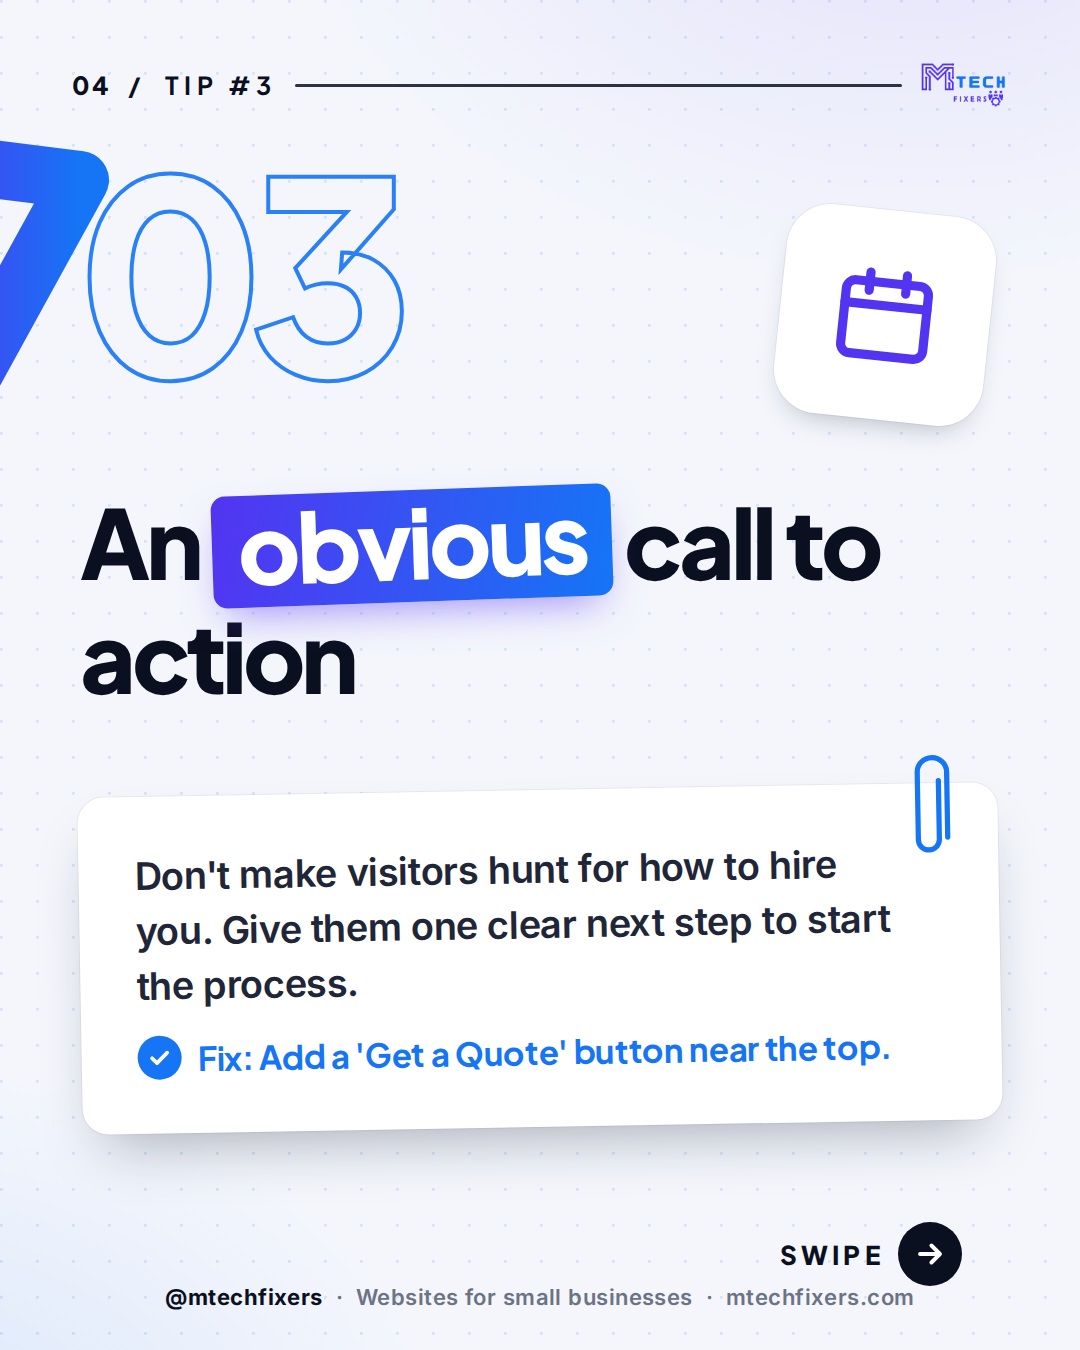 04 / TIP #3
MTECH
FIXERS
7
03
An obvious call to
action
Don't make visitors hunt for how to hire
you. Give them one clear next step to start
the process.
Fix: Add a 'Get a Quote' button near the top.
SWIPE
@mtechfixers · Websites for small businesses · mtechfixers.com